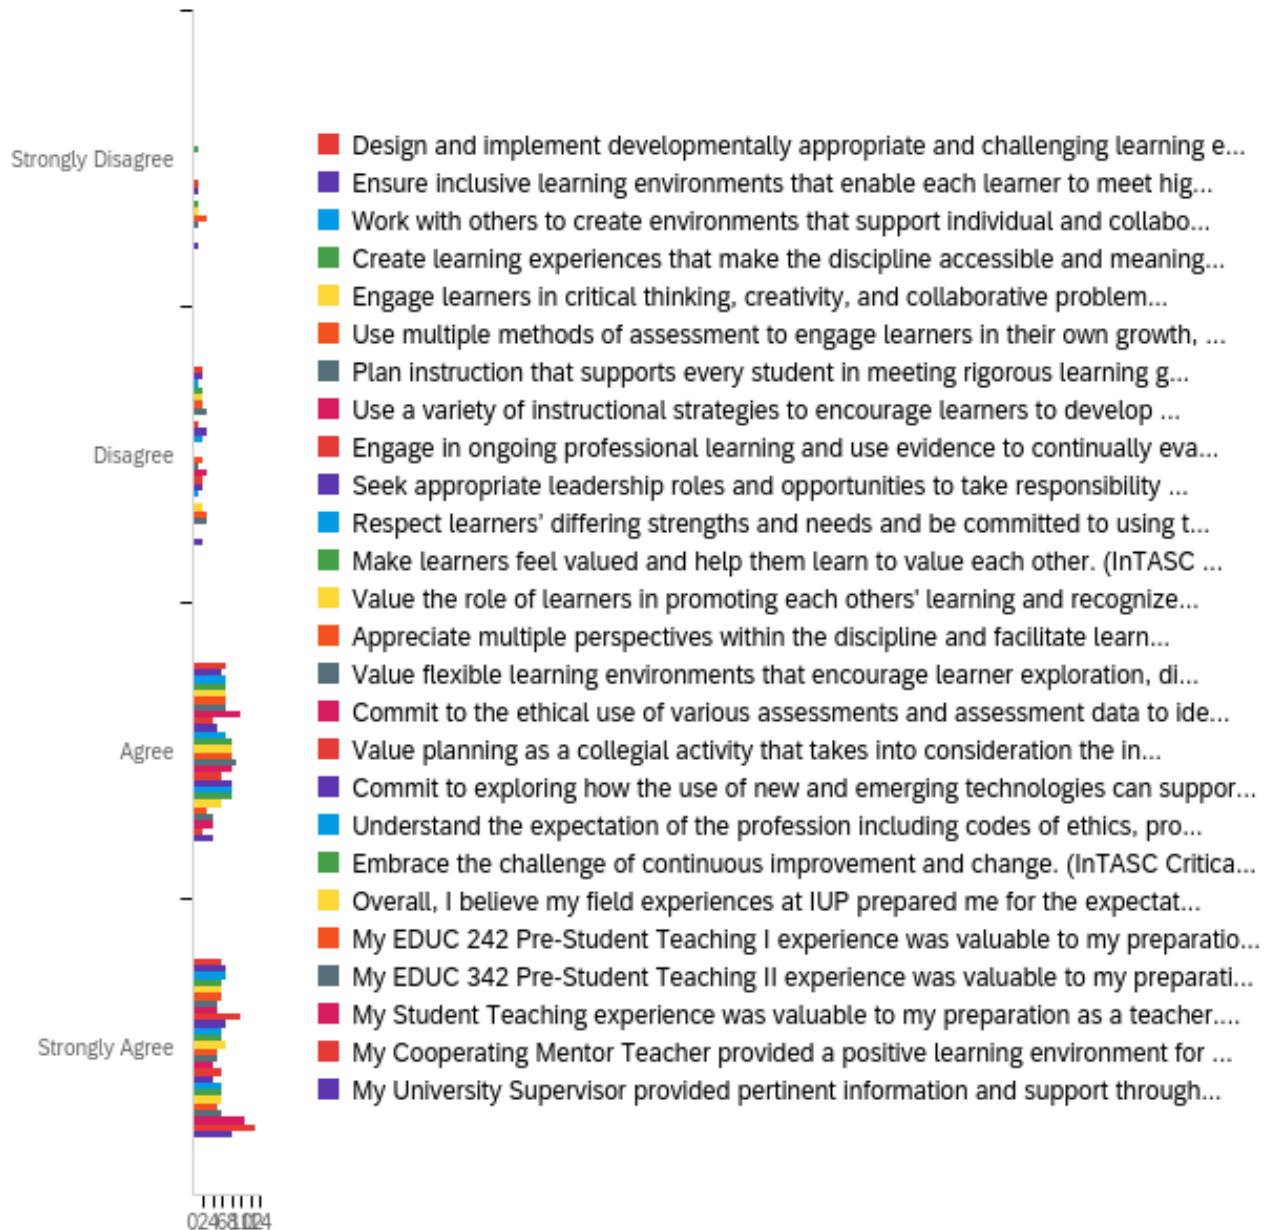 Strongly Disagree
Disagree
Agree
Strongly Agree
Design and implement developmentally appropriate and challenging learning e...
Ensure inclusive learning environments that enable each learner to meet hig...
Work with others to create environments that support individual and collabo...
Create learning experiences that make the discipline accessible and meaning...
Engage learners in critical thinking, creativity, and collaborative problem...
Use multiple methods of assessment to engage learners in their own growth, ...
Plan instruction that supports every student in meeting rigorous learning g...
Use a variety of instructional strategies to encourage learners to develop ...
Engage in ongoing professional learning and use evidence to continually eva...
Seek appropriate leadership roles and opportunities to take responsibility ...
Respect learners’ differing strengths and needs and be committed to using t...
Make learners feel valued and help them learn to value each other. (InTASC ...
Value the role of learners in promoting each others' learning and recognize...
Appreciate multiple perspectives within the discipline and facilitate learn...
Value flexible learning environments that encourage learner exploration, di...
Commit to the ethical use of various assessments and assessment data to ide...
Value planning as a collegial activity that takes into consideration the in...
Commit to exploring how the use of new and emerging technologies can suppor...
Understand the expectation of the profession including codes of ethics, pro...
Embrace the challenge of continuous improvement and change. (InTASC Critica...
Overall, I believe my field experiences at IUP prepared me for the expectat...
My EDUC 242 Pre-Student Teaching I experience was valuable to my preparatio...
My EDUC 342 Pre-Student Teaching II experience was valuable to my preparati...
My Student Teaching experience was valuable to my preparation as a teacher....
My Cooperating Mentor Teacher provided a positive learning environment for ...
My University Supervisor provided pertinent information and support through...